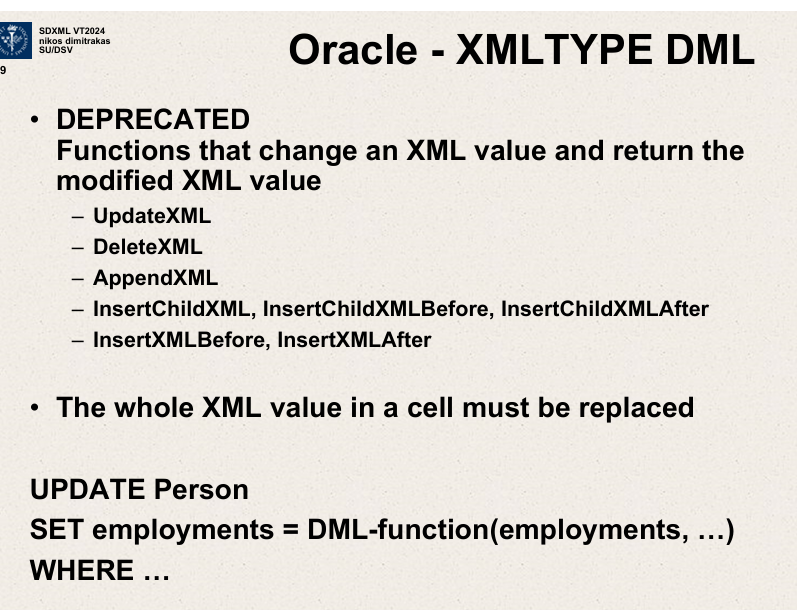 SDXML VT2024
nikos dimitrakas
SU/DSV
9
Oracle - XMLTYPE DML
• DEPRECATED
Functions that change an XML value and return the
modified XML value
– UpdateXML
– DeleteXML
– AppendXML
– InsertChildXML, InsertChildXMLBefore, InsertChildXMLAfter
– InsertXMLBefore, InsertXMLAfter
• The whole XML value in a cell must be replaced
UPDATE Person
SET employments = DML-function(employments, …)
WHERE …